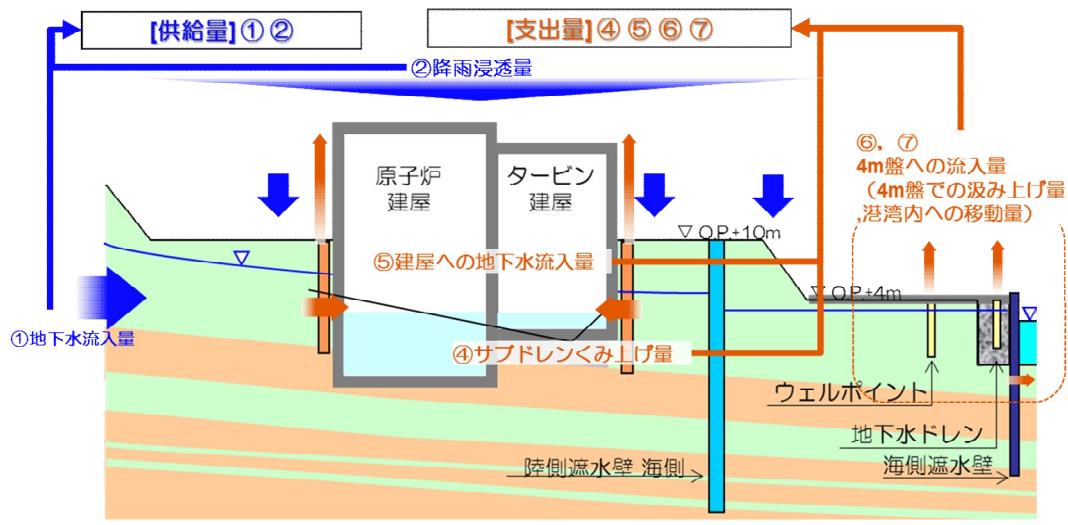 [供給量]① ②
[支出量]④ ⑤ ⑥ ⑦
②降雨浸透量
⑥，⑦
4m盤への流入量
（4m盤での汲み上げ量
,港湾内への移動量）
原子炉
建屋
タービン
建屋
▽ O.P.+10m
▽
⑤建屋への地下水流入量
▽ O.P.+4m
▽
①地下水流入量
④サブドレンくみ上げ量
ウェルポイント
地下水ドレン
陸側遮水壁 海側
海側遮水壁